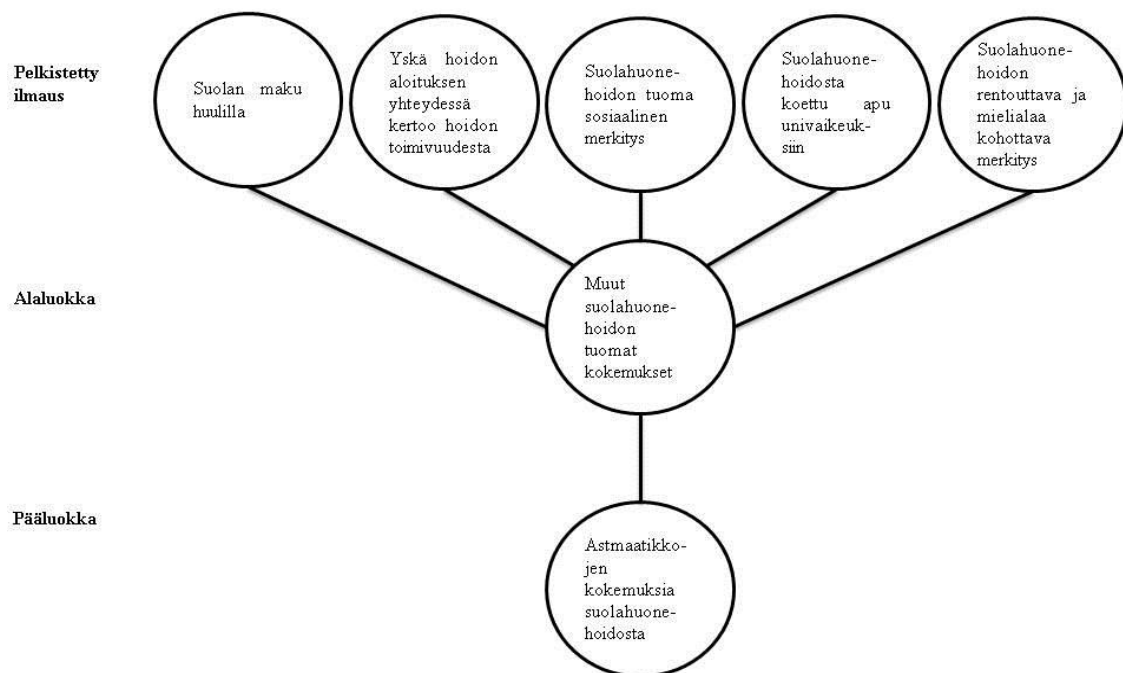 Pelkistetty
ilmaus
Suolan maku
huulilla
Yskä hoidon
aloituksen
yhteydessä
kertoo hoidon
toimivuudesta
Suolahuone-
hoidon tuoma
sosiaalinen
merkitys
Suolahuone-
hoidosta
koettu apu
univaikeuk-
siin
Suolahuone-
hoidon
rentouttava ja
mielialaa
kohottava
merkitys
Alaluokka
Muut
suolahuone-
hoidon
tuomat
kokemukset
Pääluokka
Astmaatikko-
jen
kokemuksia
suolahuone-
hoidosta